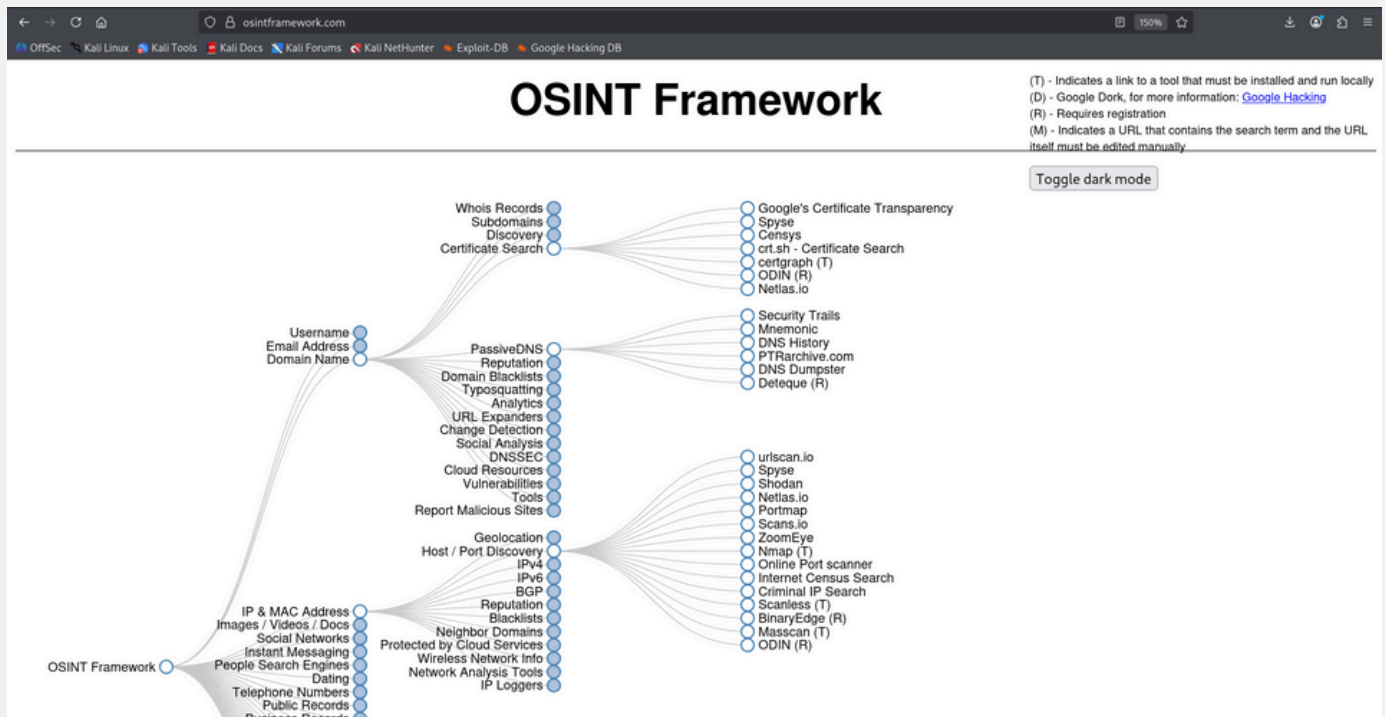 osintframework.com
150%
OffSec Kali Linux Kali Tools Kali Docs Kali Forums Kali NetHunter Exploit-DB Google Hacking DB
OSINT Framework
(T) - Indicates a link to a tool that must be installed and run locally
(D) - Google Dork, for more information: Google Hacking
(R) - Requires registration
(M) - Indicates a URL that contains the search term and the URL
itself must be edited manually
Toggle dark mode
OSINT Framework
Username
Email Address
Domain Name
IP & MAC Address
Images / Videos / Docs
Social Networks
Instant Messaging
People Search Engines
Dating
Telephone Numbers
Public Records
Business Records
Whois Records
Subdomains
Discovery
Certificate Search
PassiveDNS
Reputation
Domain Blacklists
Typosquatting
Analytics
URL Expanders
Change Detection
Social Analysis
DNSSEC
Cloud Resources
Vulnerabilities
Tools
Report Malicious Sites
Geolocation
Host / Port Discovery
IPv4
IPv6
BGP
Reputation
Blacklists
Neighbor Domains
Protected by Cloud Services
Wireless Network Info
Network Analysis Tools
IP Loggers
Google's Certificate Transparency
Spyse
Censys
crt.sh - Certificate Search
certgraph (T)
ODIN (R)
Netlas.io
Security Trails
Mnemonic
DNS History
PTRarchive.com
DNS Dumpster
Deteque (R)
urlscan.io
Spyse
Shodan
Netlas.io
Portmap
Scans.io
ZoomEye
Nmap (T)
Online Port scanner
Internet Census Search
Criminal IP Search
Scanless (T)
BinaryEdge (R)
Masscan (T)
ODIN (R)